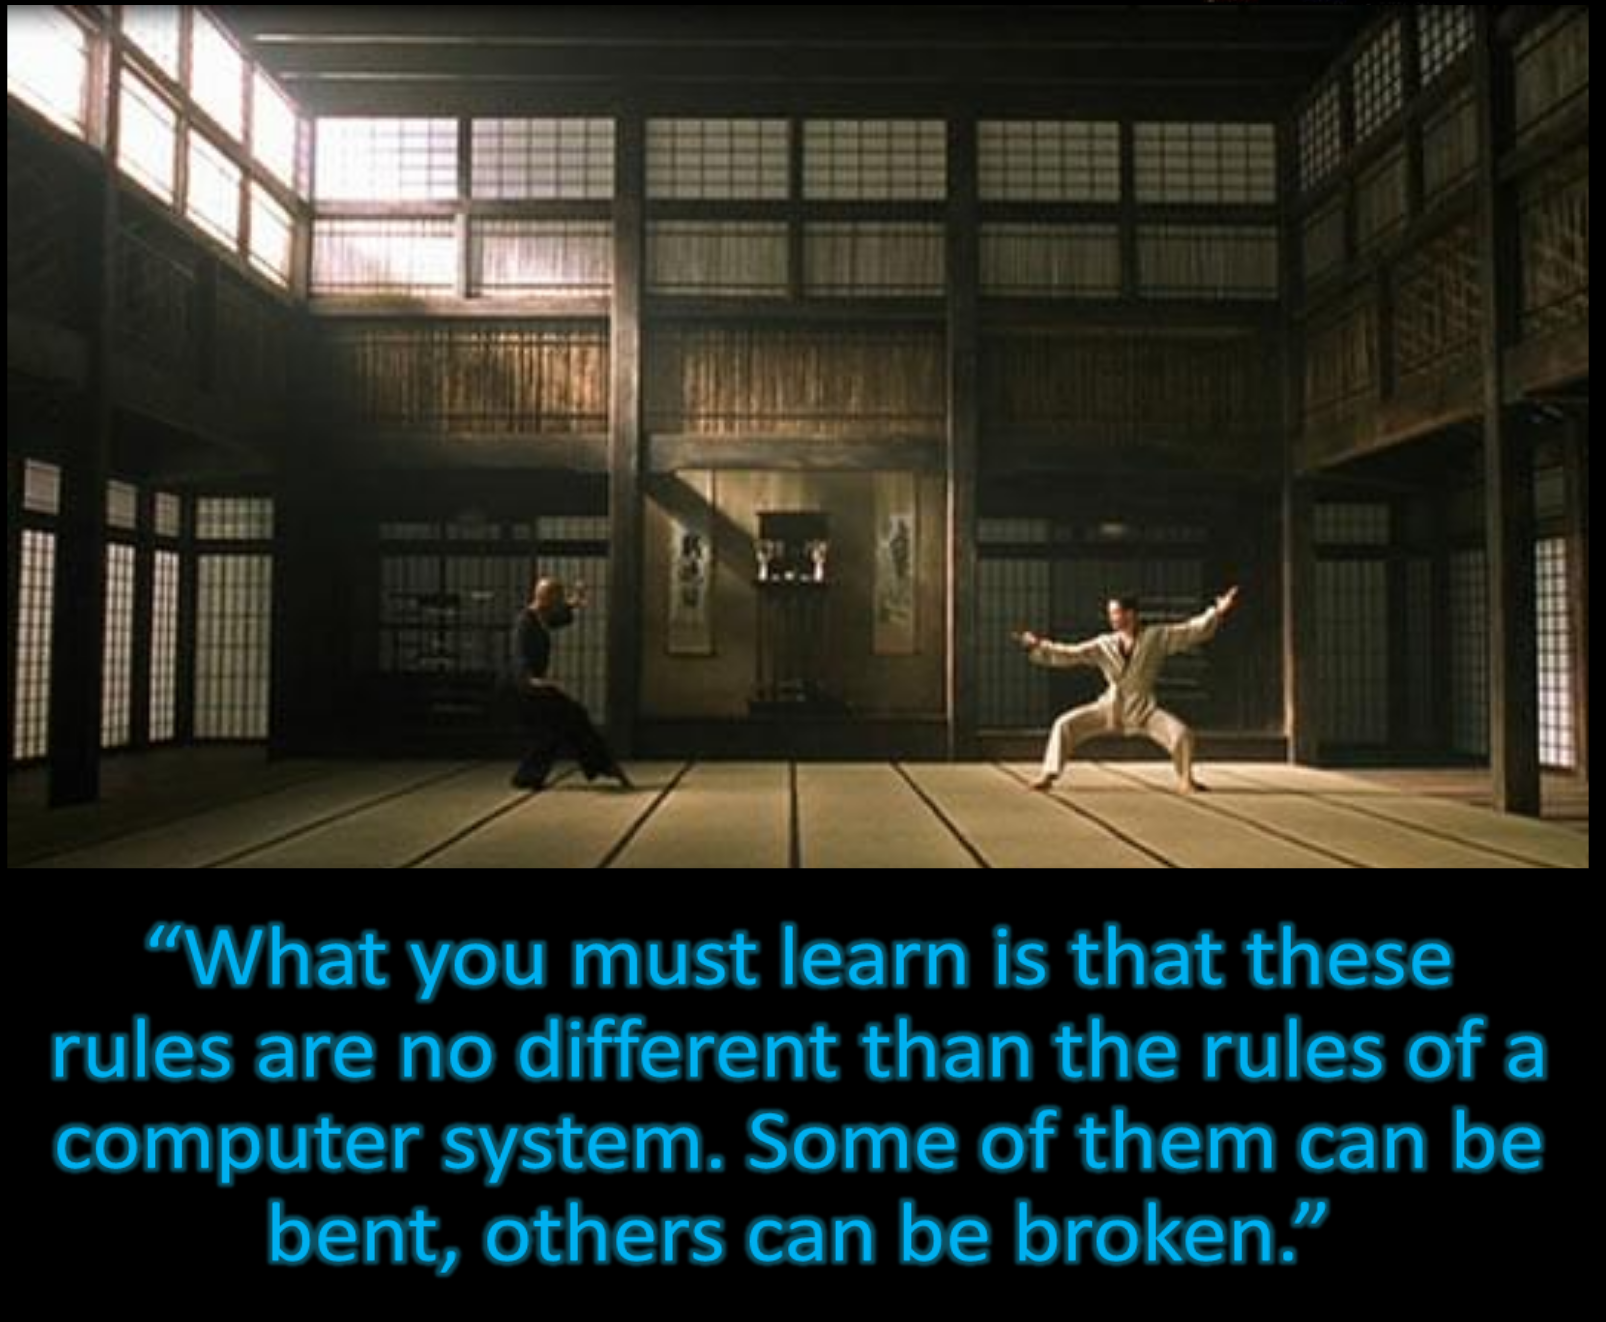 “What you must learn is that these
rules are no different than the rules of a
computer system. Some of them can be
bent, others can be broken.”